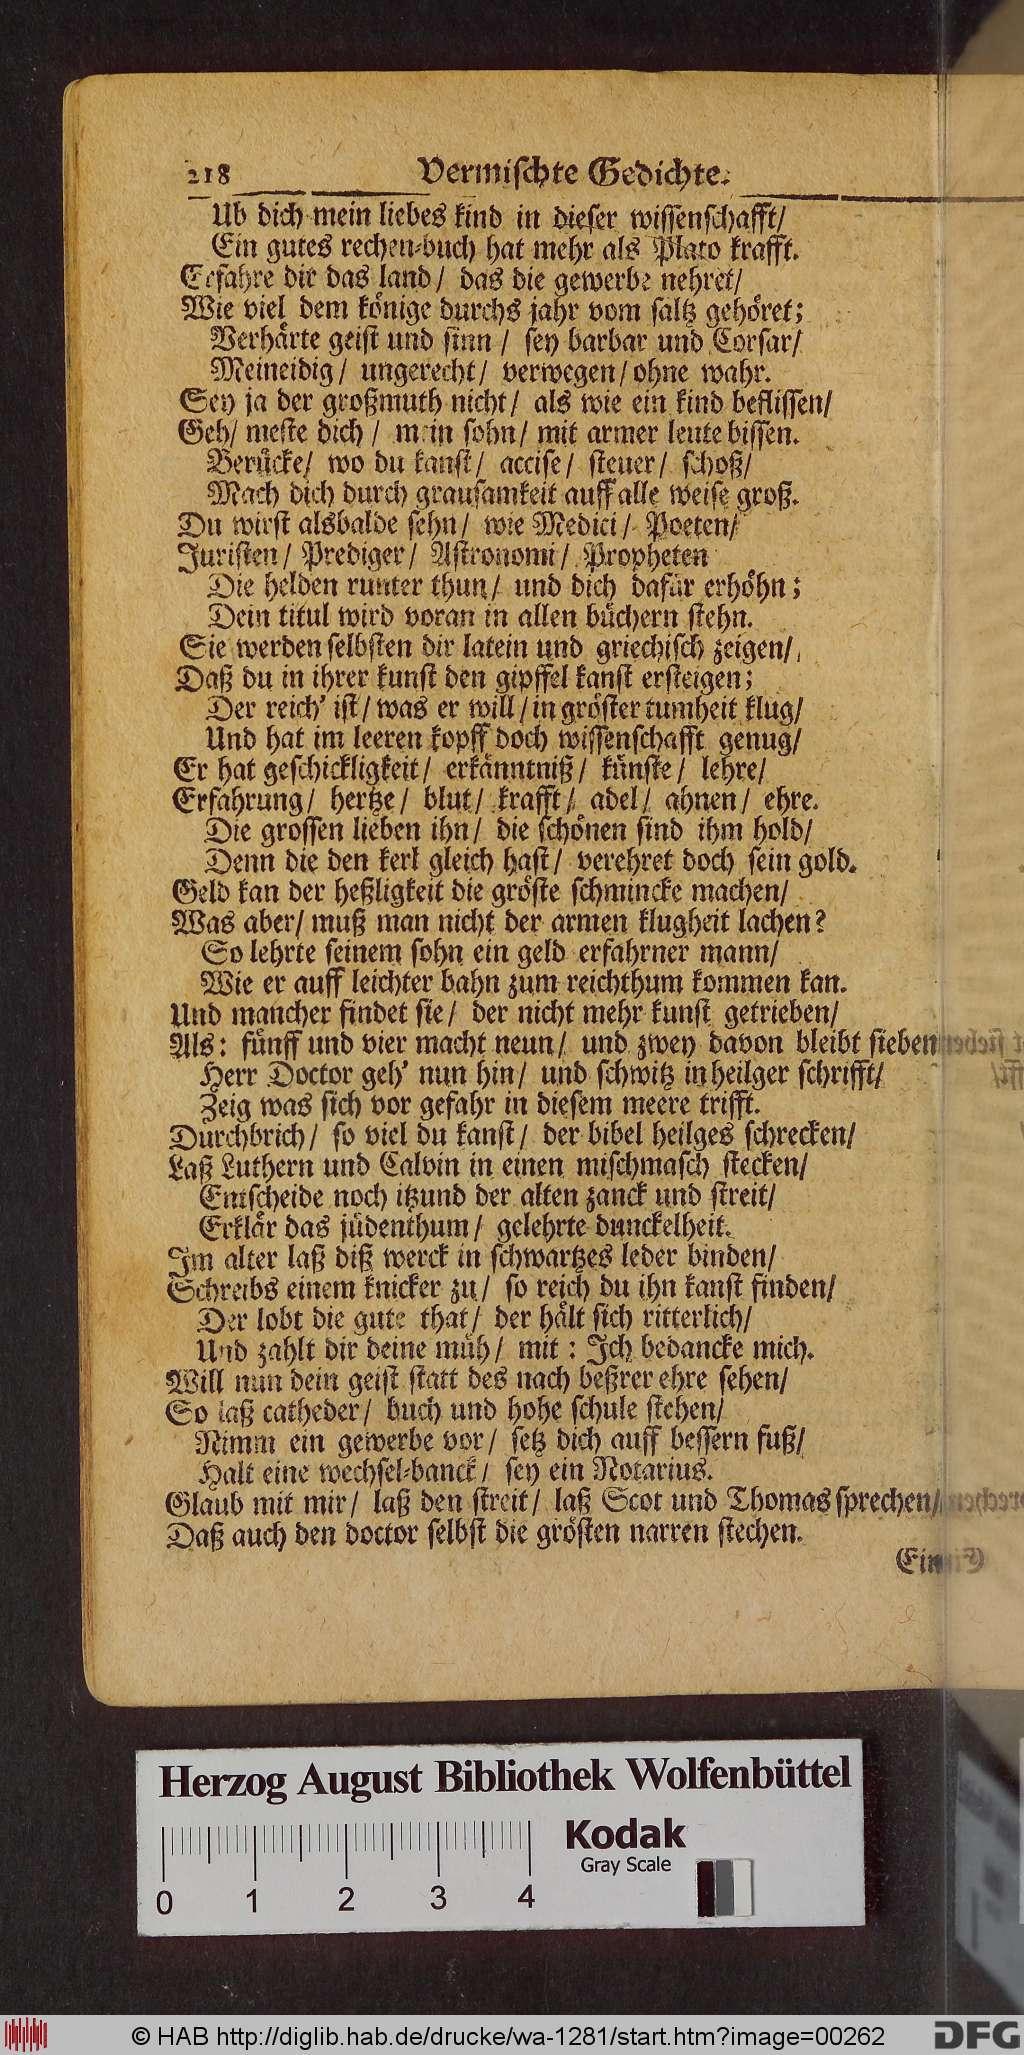 218 Vermischte Gedichte.
Ub dich mein liebes kind in dieser wissenschafft/
Ein gutes rechen-buch hat mehr als Plato krafft.
Erfahre dir das land/ das die gewerbe nehret/
Wie viel dem könige durchs jahr vom saltz gehöret;
Verhärte geist und sinn/ sey barbar und Corsar/
Meineidig/ ungerecht/ verwegen/ ohne wahr.
Sey ja der großmuth nicht/ als wie ein kind beflissen/
Geh/ meste dich/ mein sohn/ mit armer leute bissen.
Berücke/ wo du kanst/ accise/ steuer/ schoß/
Mach dich durch grausamkeit auff alle weise groß.
Du wirst alsbalde sehn/ wie Medici/ Poeten/
Juristen/ Prediger/ Astronomi/ Propheten
Die helden runter thun/ und dich dafür erhöhn;
Dein titul wird voran in allen büchern stehn.
Sie werden selbsten dir latein und griechisch zeigen/
Daß du in ihrer kunst den gipffel kanst ersteigen;
Der reich' ist/ was er will/ in gröster tumheit klug/
Und hat im leeren kopff doch wissenschafft genug/
Er hat geschickligkeit/ erkänntniß/ künste/ lehre/
Erfahrung/ hertze/ blut/ krafft/ adel/ ahnen/ ehre.
Die grossen lieben ihn/ die schönen sind ihm hold/
Denn die den kerl gleich hast/ verehret doch sein gold.
Geld kan der heßligkeit die gröste schmincke machen/
Was aber/ muß man nicht der armen klugheit lachen?
So lehrte seinem sohn ein geld erfahrner mann/
Wie er auff leichter bahn zum reichthum kommen kan.
Und mancher findet sie/ der nicht mehr kunst getrieben/
Als: fünff und vier macht neun/ und zwey davon bleibt sieben
Herr Doctor geh' nun hin/ und schwitz in heilger schrifft/
Zeig was sich vor gefahr in diesem meere trifft.
Durchbrich/ so viel du kanst/ der bibel heilges schrecken/
Laß Luthern und Calvin in einen mischmasch stecken/
Entscheide noch itzund der alten zanck und streit/
Erklär das jüdenthum/ gelehrte dunckelheit.
Im alter laß diß werck in schwartzes leder binden/
Schreibs einem knicker zu/ so reich du ihn kanst finden/
Der lobt die gute that/ der hält sich ritterlich/
Und zahlt dir deine müh/ mit: Ich bedancke mich.
Will nun dein geist statt des nach beßrer ehre sehen/
So laß catheder/ buch und hohe schule stehen/
Nimm ein gewerbe vor/ setz dich auff bessern fuß/
Halt eine wechsel-banck/ sey ein Notarius.
Glaub mit mir/ laß den streit/ laß Scot und Thomas sprechen/
Daß auch den doctor selbst die grösten narren stechen.
Ein
Herzog August Bibliothek Wolfenbüttel
Kodak
Gray Scale
0 1 2 3 4
© HAB http://diglib.hab.de/drucke/wa-1281/start.htm?image=00262
DFG